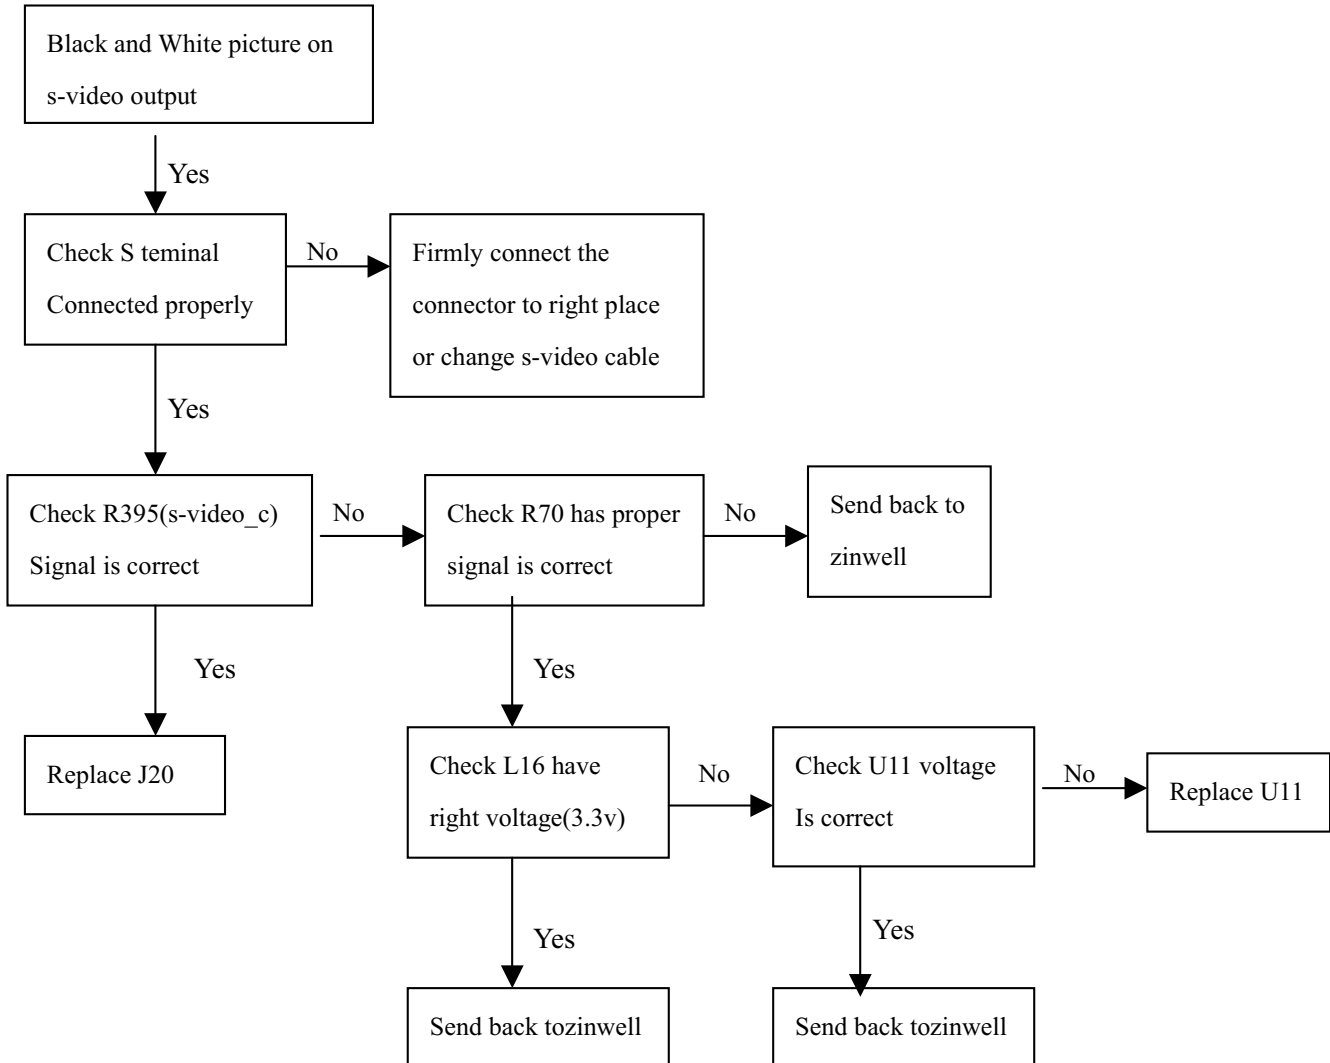 Black and White picture on
s-video output
Yes
Check S teminal
Connected properly
No
Firmly connect the
connector to right place
or change s-video cable
Yes
Check R395(s-video_c)
Signal is correct
No
Check R70 has proper
signal is correct
No
Send back to
zinwell
Yes
Yes
Replace J20
Check L16 have
right voltage(3.3v)
No
Check U11 voltage
Is correct
No
Replace U11
Yes
Yes
Send back tozinwell
Send back tozinwell